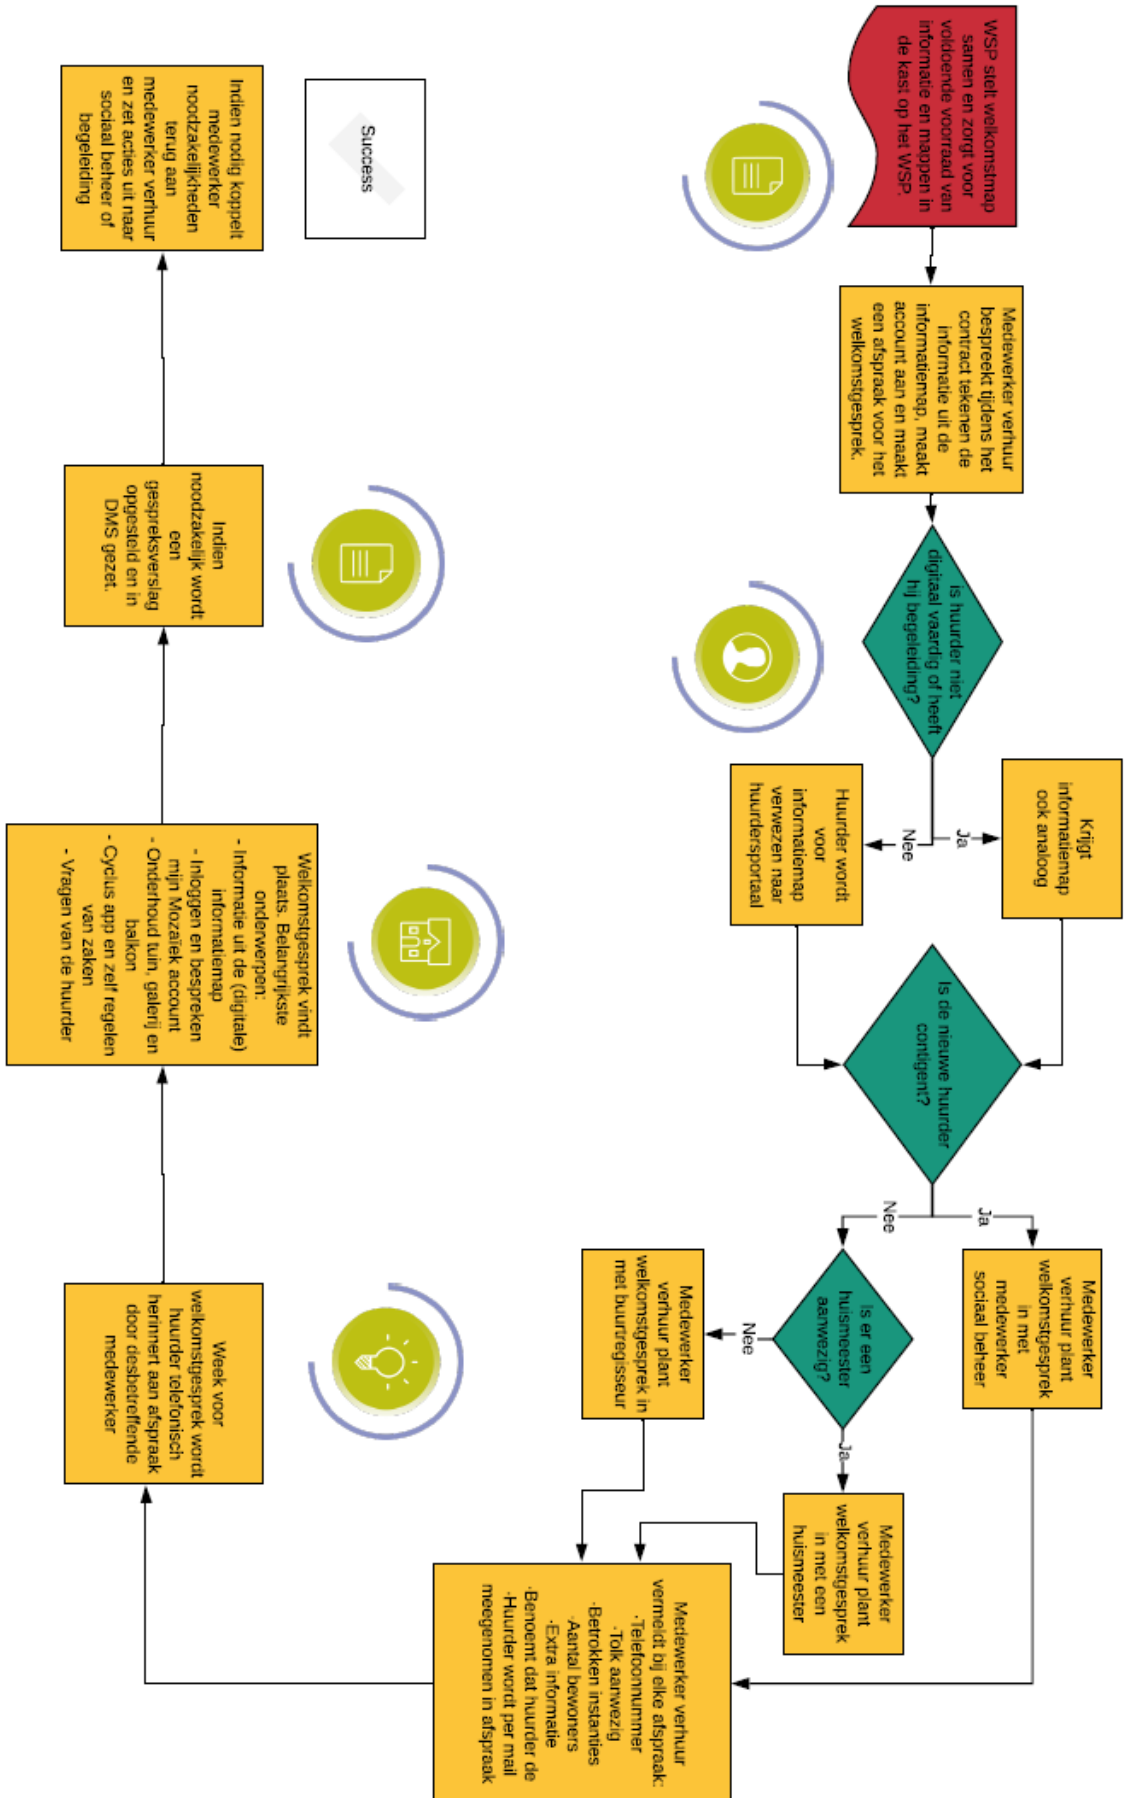 WSP stelt welkomstmap
samen en zorgt voor
voldoende voorraad van
informatie en mappen in
de kast op het WSP.
Medewerker verhuur
bespreekt tijdens het
contract tekenen de
informatie uit de
informatiemap, maakt
account aan en maakt
een afspraak voor het
welkomstgesprek.
is huurder niet
digitaal vaardig of heeft
hij begeleiding?
Ja
Nee
Krijgt
informatiemap
ook analoog
Huurder wordt
voor
informatiemap
verwezen naar
huurdersportaal
Is de nieuwe huurder
contigent?
Ja
Nee
Medewerker
verhuur plant
welkomstgesprek
in met
medewerker
sociaal beheer
Is er een
huismeester
aanwezig?
Ja
Nee
Medewerker
verhuur plant
welkomstgesprek
in met een
huismeester
Medewerker
verhuur plant
welkomstgesprek in
met buurtregisseur
Medewerker verhuur
vermeldt bij elke afspraak:
·Telefoonnummer
·Tolk aanwezig
·Betrokken instanties
·Aantal bewoners
·Extra informatie
·Benoemt dat huurder de
·Huurder wordt per mail
meegenomen in afspraak
Week voor
welkomstgesprek wordt
huurder telefonisch
herinnert aan afspraak
door desbetreffende
medewerker
Welkomstgesprek vindt
plaats. Belangrijkste
onderwerpen:
- Informatie uit de (digitale)
informatiemap
- Inloggen en bespreken
mijn Mozaïek account
- Onderhoud tuin, galerij en
balkon
- Cyclus app en zelf regelen
van zaken
- Vragen van de huurder
Indien
noodzakelijk wordt
een
gespreksverslag
opgesteld en in
DMS gezet.
Indien nodig koppelt
medewerker
noodzakelijkheden
terug aan
medewerker verhuur
en zet acties uit naar
sociaal beheer of
begeleiding
Success